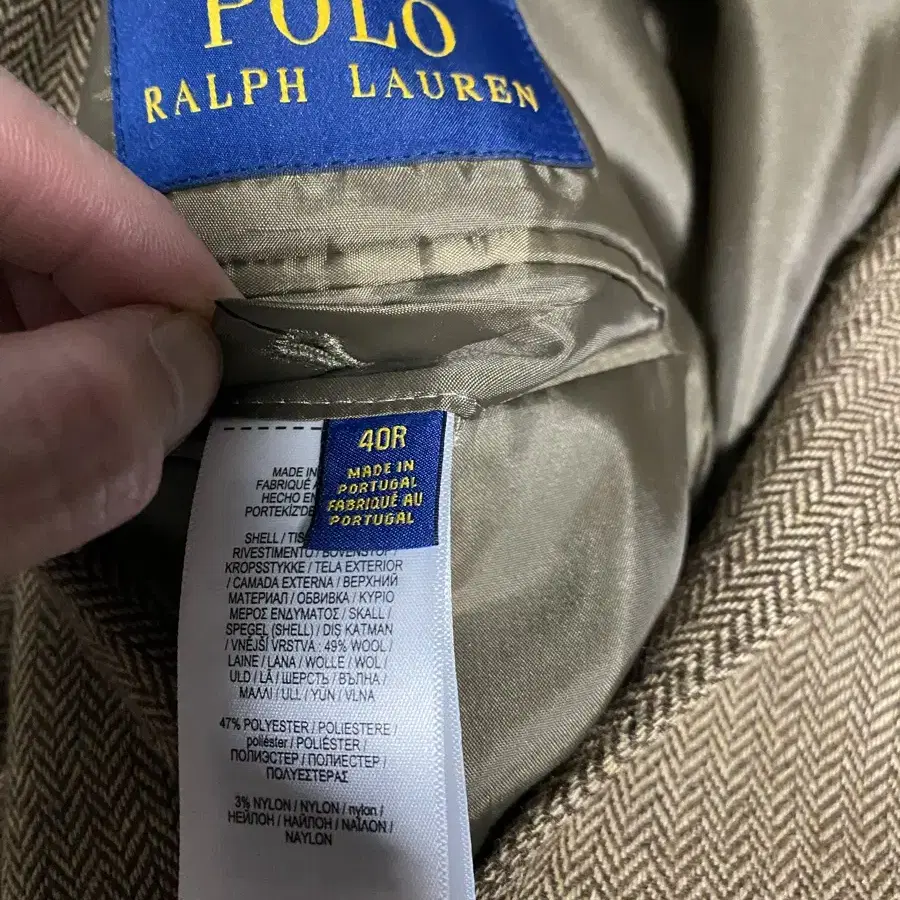 POLO
RALPH LAUREN
40R
MADE IN
PORTUGAL
FABRIQUÉ AU
PORTUGAL
MADE IN
FABRIQUÉ
HECHO EN
PORTEKİZ'DE
SHELL /
RIVESTIMENTO / BOVENSTOF /
KROPSSTYKKE / TELA EXTERIOR
/ CAMADA EXTERNA / ВЕРХНИЙ
МАТЕРИАЛ / ОБВИВКА / ΚΥΡΙΟ
ΜΕΡΟΣ ΕΝΔΥΜΑΤΟΣ / SKALL /
SPEGEL (SHELL) / DIŞ KATMAN
/ VNĚJŠÍ VRSTVA : 49% WOOL /
LAINE / LANA / WOLLE / WOL /
ULD / LÃ / ШЕРСТЬ / ВЪЛНА /
ΜΑΛΛΙ / ULL / YÜN / VLNA
47% POLYESTER / POLIESTERE /
poliéster / POLIÉSTER /
ПОЛИЭСТЕР / ПОЛИЕСТЕР /
ΠΟΛΥΕΣΤΕΡΑΣ
3% NYLON / NYLON / nylon /
НЕЙЛОН / НАЙЛОН / ΝΑΪΛΟΝ /
NAYLON